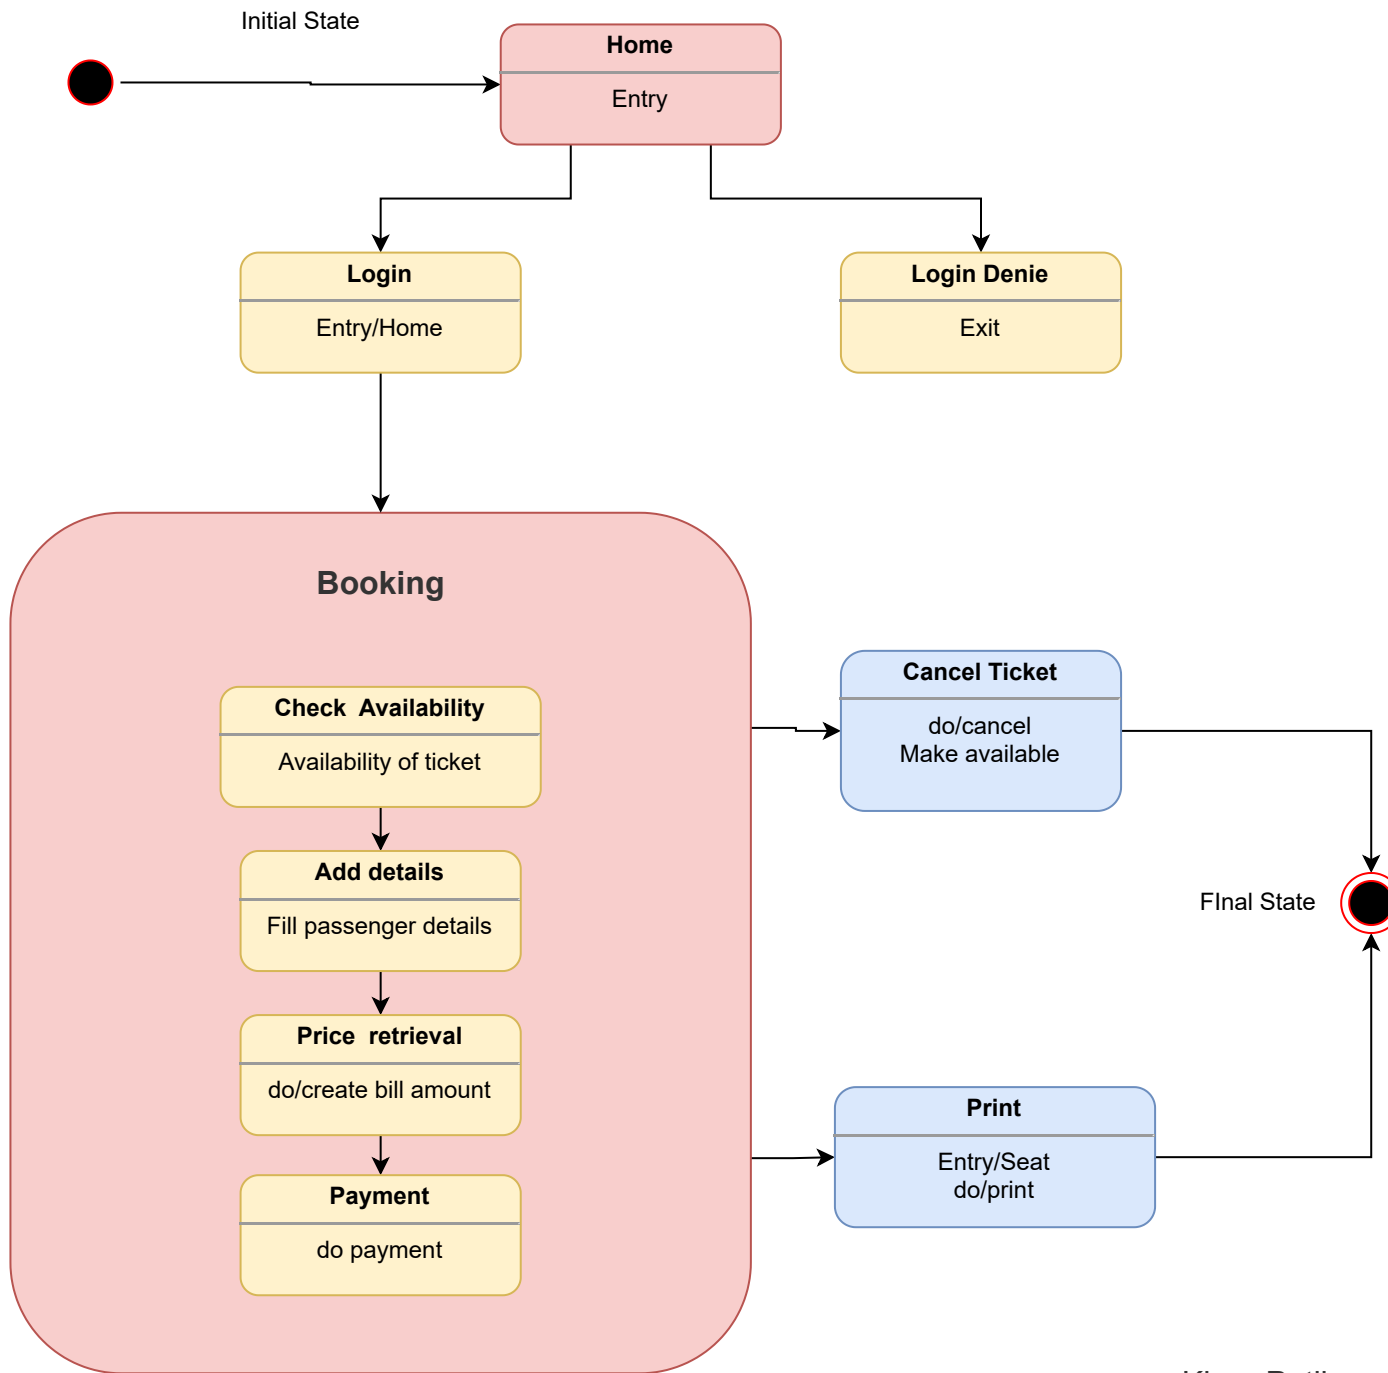 Initial State
Home
Entry
Login
Entry/Home
Login Denie
Exit
Booking
Check  Availability
Availability of ticket
Add details
Fill passenger details
Price  retrieval
do/create bill amount
Payment
do payment
Cancel Ticket
do/cancel
Make available
FInal State
Print
Entry/Seat
do/print